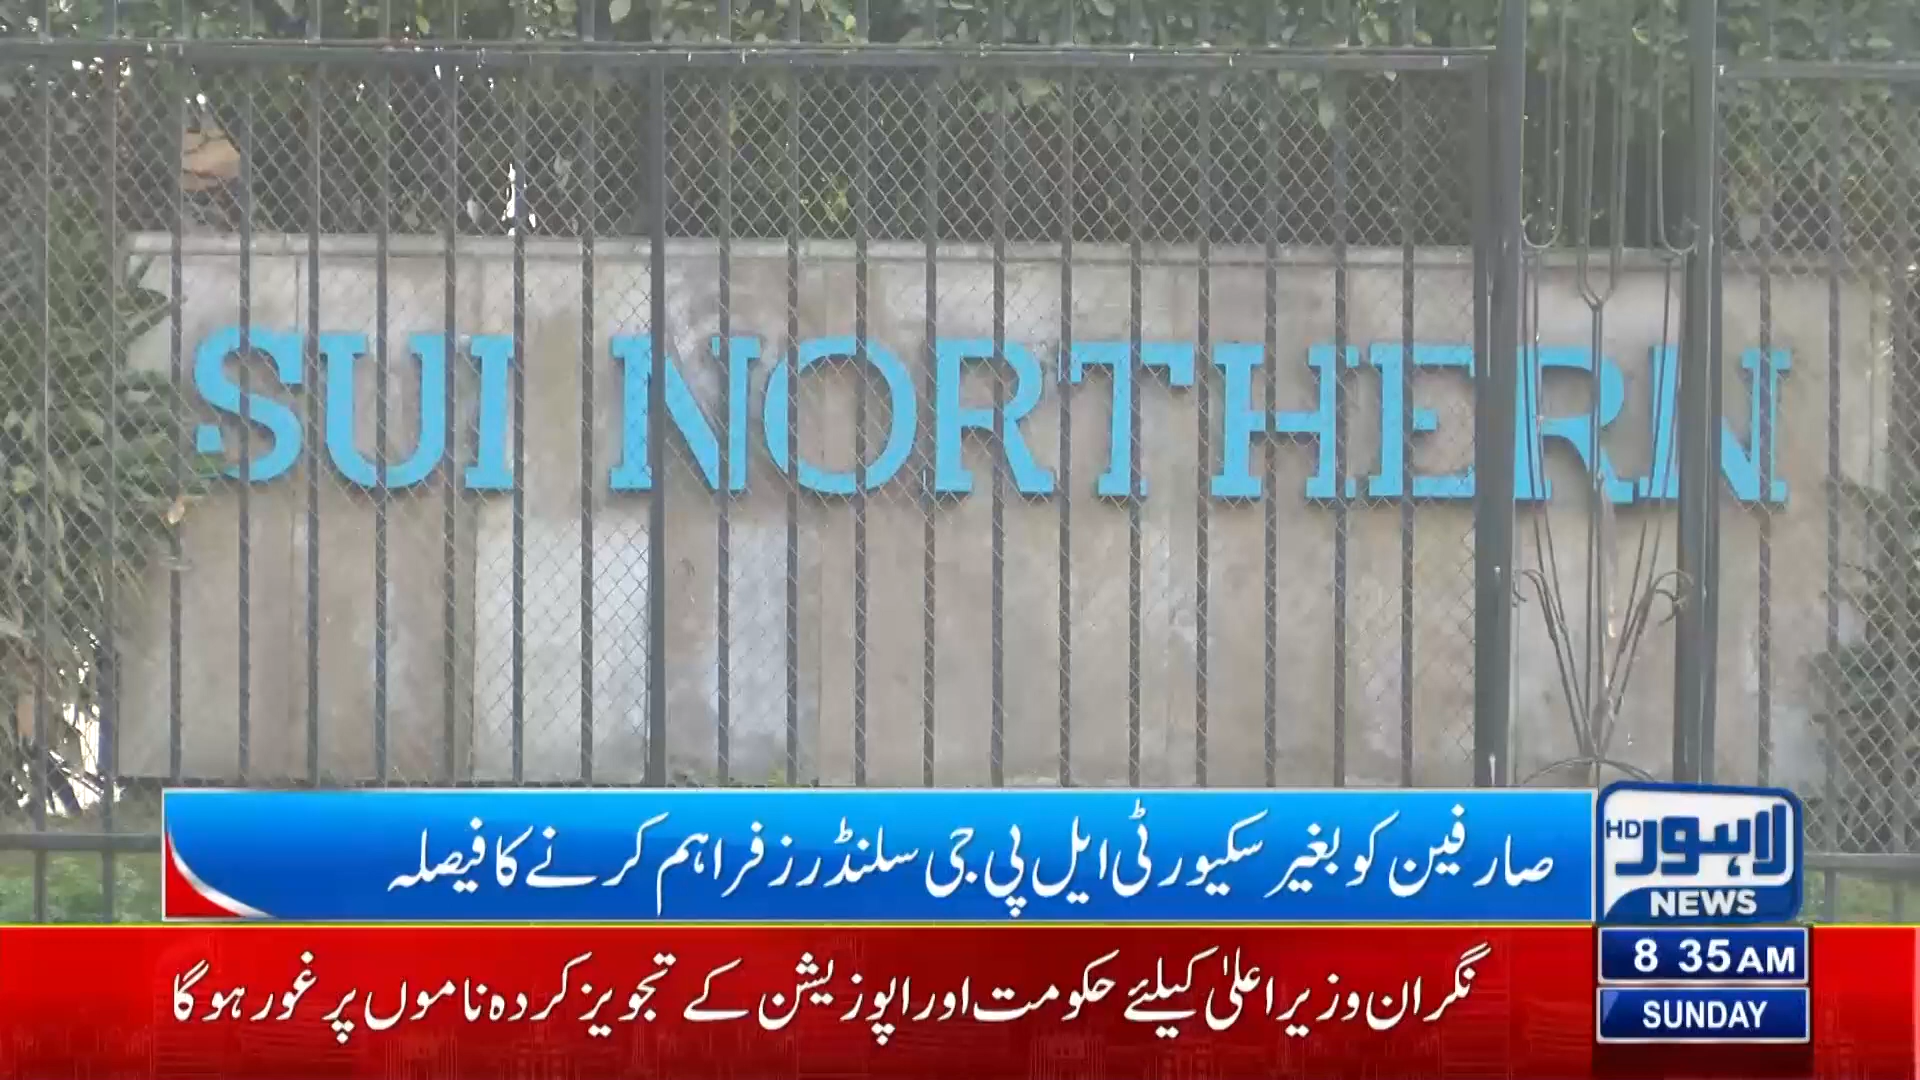 SUI NORTHERN
صارفین کو بغیر سکیورٹی ایل پی جی سلنڈرز فراہم کرنے کا فیصلہ
HD لاہور
NEWS
نگران وزیراعلیٰ کیلئے حکومت اور اپوزیشن کے تجویز کردہ ناموں پر غور ہوگا
8 35 AM
SUNDAY